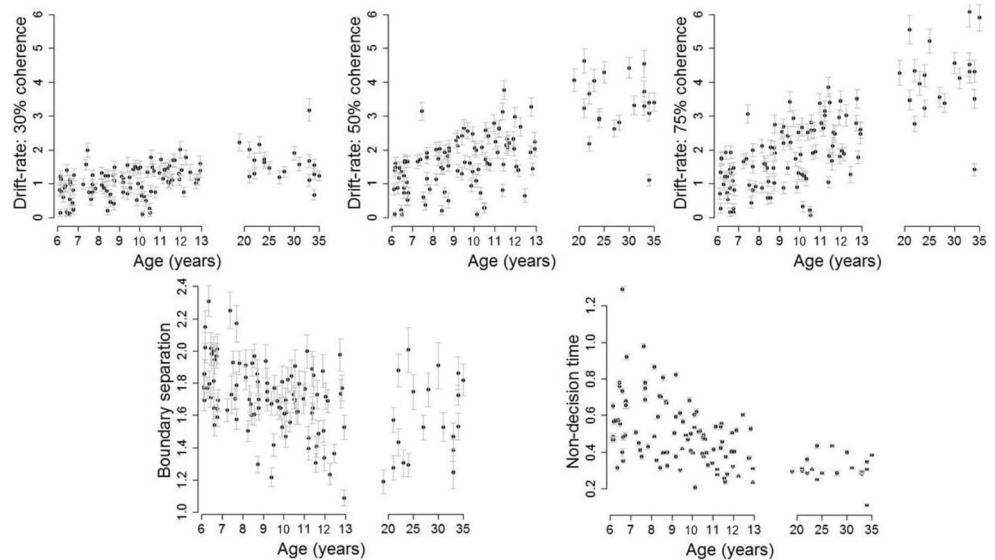 Drift-rate: 30% coherence
6
5
4
3
2
1
0
6 7 8 9 10 11 12 13 20 25 30 35
Age (years)
Drift-rate: 50% coherence
6
5
4
3
2
1
0
6 7 8 9 10 11 12 13 20 25 30 35
Age (years)
Drift-rate: 75% coherence
6
5
4
3
2
1
0
6 7 8 9 10 11 12 13 20 25 30 35
Age (years)
Boundary separation
2.4
2.2
2.0
1.8
1.6
1.4
1.2
1.0
6 7 8 9 10 11 12 13 20 25 30 35
Age (years)
Non-decision time
1.2
1.0
0.8
0.6
0.4
0.2
6 7 8 9 10 11 12 13 20 25 30 35
Age (years)